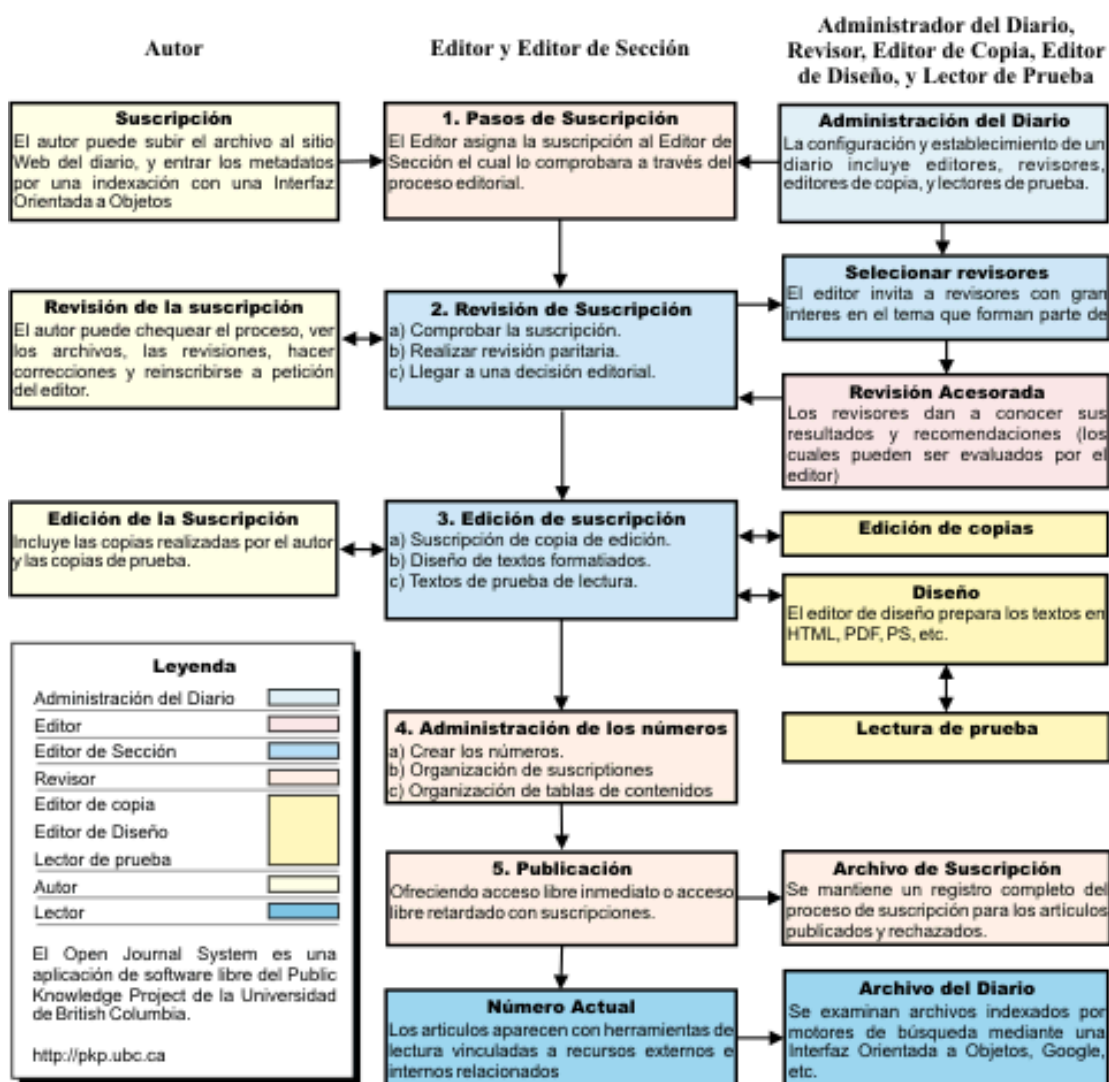 Autor
Editor y Editor de Sección
Administrador del Diario,
Revisor, Editor de Copia, Editor
de Diseño, y Lector de Prueba
Suscripción
El autor puede subir el archivo al sitio
Web del diario, y entrar los metadatos
por una indexación con una Interfaz
Orientada a Objetos
1. Pasos de Suscripción
El Editor asigna la suscripción al Editor de
Sección el cual lo comprobara a través del
proceso editorial.
Administración del Diario
La configuración y establecimiento de un
diario incluye editores, revisores,
editores de copia, y lectores de prueba.
Revisión de la suscripción
El autor puede chequear el proceso, ver
los archivos, las revisiones, hacer
correcciones y reinscribirse a petición
del editor.
2. Revisión de Suscripción
a) Comprobar la suscripción.
b) Realizar revisión paritaria.
c) Llegar a una decisión editorial.
Selecionar revisores
El editor invita a revisores con gran
interes en el tema que forman parte de
Revisión Acesorada
Los revisores dan a conocer sus
resultados y recomendaciones (los
cuales pueden ser evaluados por el
editor)
Edición de la Suscripción
Incluye las copias realizadas por el autor
y las copias de prueba.
3. Edición de suscripción
a) Suscripción de copia de edición.
b) Diseño de textos formatiados.
c) Textos de prueba de lectura.
Edición de copias
Diseño
El editor de diseño prepara los textos en
HTML, PDF, PS, etc.
Lectura de prueba
Leyenda
Administración del Diario
Editor
Editor de Sección
Revisor
Editor de copia
Editor de Diseño
Lector de prueba
Autor
Lector
El Open Journal System es una
aplicación de software libre del Public
Knowledge Project de la Universidad
de British Columbia.
http://pkp.ubc.ca
4. Administración de los números
a) Crear los números.
b) Organización de suscriptiones
c) Organización de tablas de contenidos
5. Publicación
Ofreciendo acceso libre inmediato o acceso
libre retardado con suscripciones.
Archivo de Suscripción
Se mantiene un registro completo del
proceso de suscripción para los artículos
publicados y rechazados.
Número Actual
Los artículos aparecen con herramientas de
lectura vinculadas a recursos externos e
internos relacionados
Archivo del Diario
Se examinan archivos indexados por
motores de búsqueda mediante una
Interfaz Orientada a Objetos, Google,
etc.